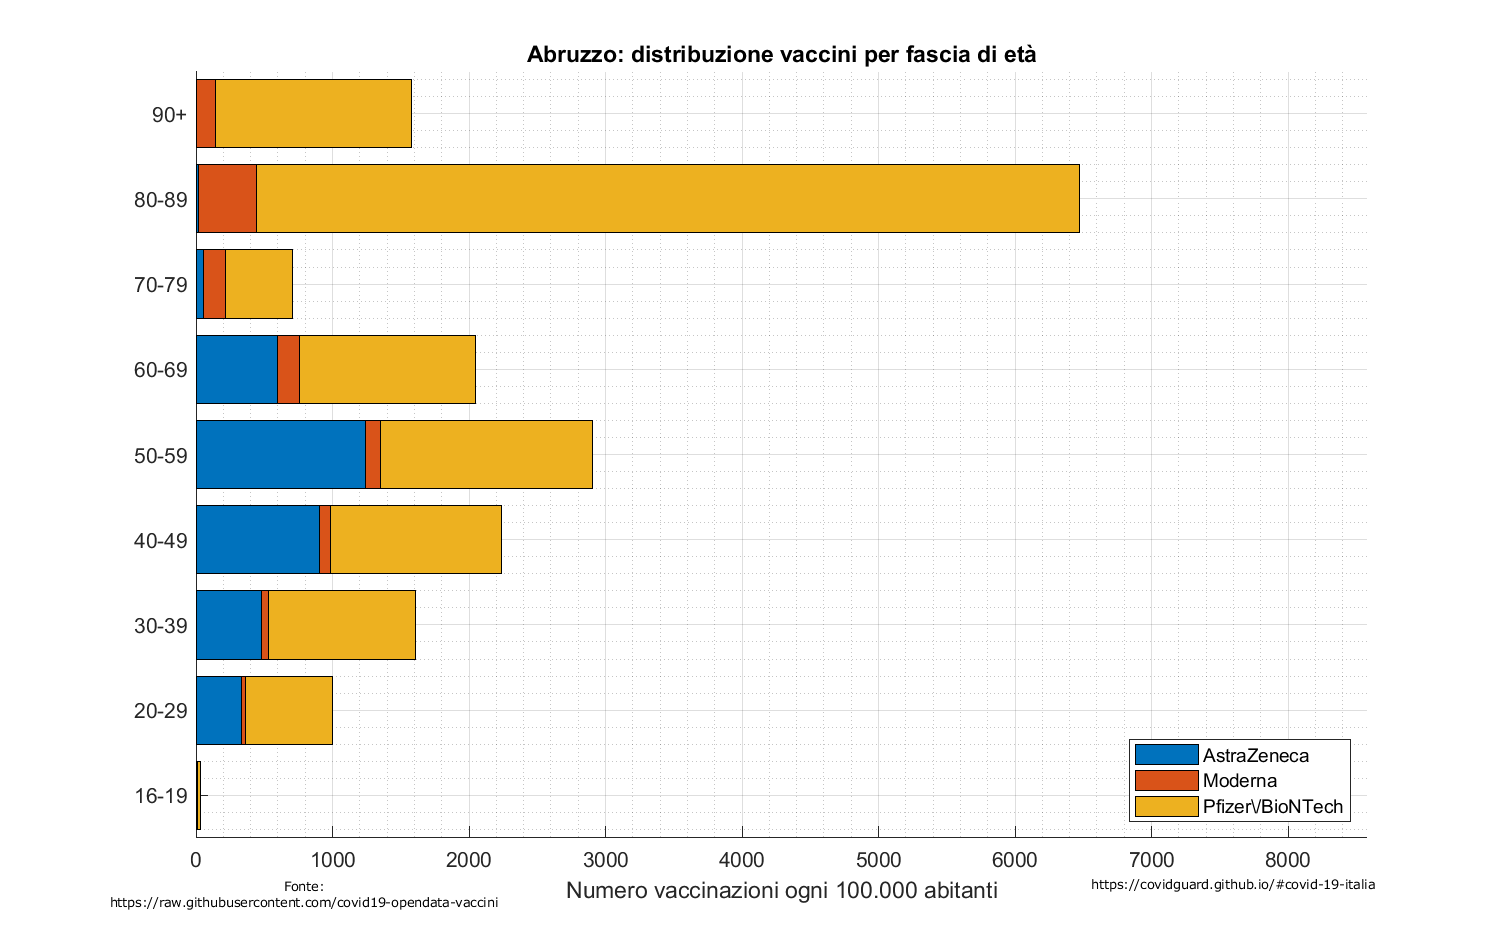 Abruzzo: distribuzione vaccini per fascia di età
90+
80-89
70-79
60-69
50-59
40-49
30-39
20-29
16-19
AstraZeneca
Moderna
Pfizer\/BioNTech
0 1000 2000 3000 4000 5000 6000 7000 8000
Numero vaccinazioni ogni 100.000 abitanti
Fonte:
https://raw.githubusercontent.com/covid19-opendata-vaccini
https://covidguard.github.io/#covid-19-italia